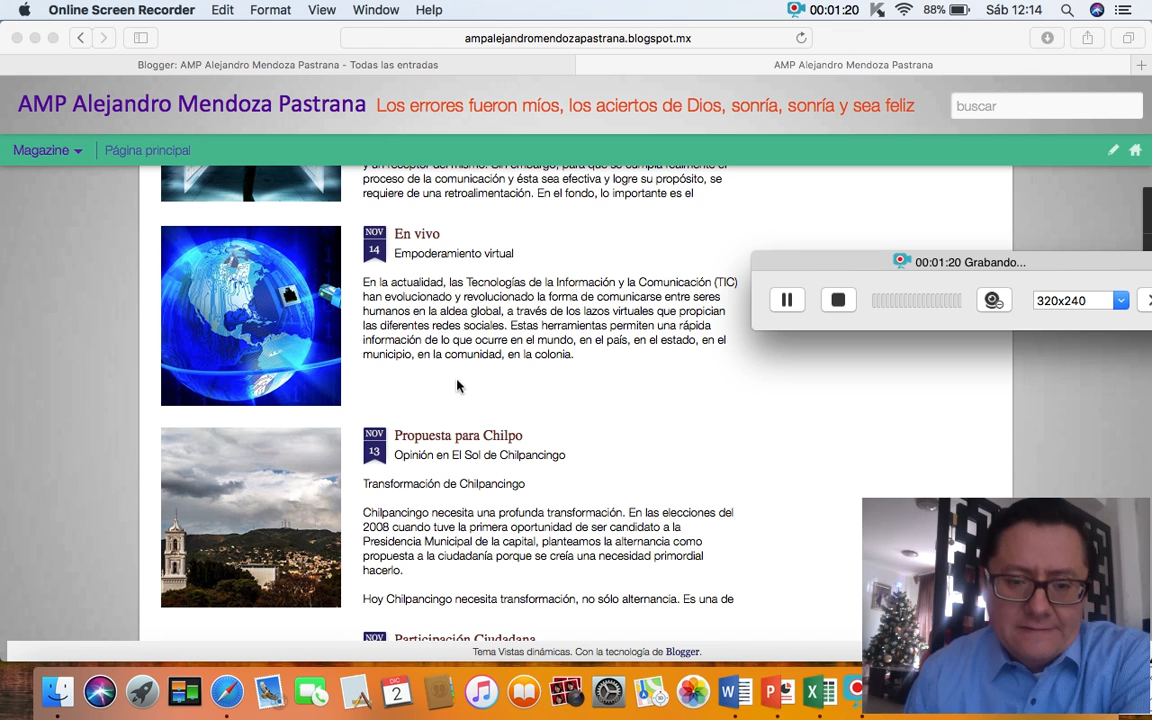 Online Screen Recorder Edit Format View Window Help 00:01:20 88% Sáb 12:14
ampalejandromendozapastrana.blogspot.mx
Blogger: AMP Alejandro Mendoza Pastrana - Todas las entradas
AMP Alejandro Mendoza Pastrana
AMP Alejandro Mendoza Pastrana Los errores fueron míos, los aciertos de Dios, sonría, sonría y sea feliz
buscar
Magazine Página principal
proceso de la comunicación y ésta sea efectiva y logre su propósito, se
requiere de una retroalimentación. En el fondo, lo importante es el
NOV
14
En vivo
Empoderamiento virtual
En la actualidad, las Tecnologías de la Información y la Comunicación (TIC)
han evolucionado y revolucionado la forma de comunicarse entre seres
humanos en la aldea global, a través de los lazos virtuales que propician
las diferentes redes sociales. Estas herramientas permiten una rápida
información de lo que ocurre en el mundo, en el país, en el estado, en el
municipio, en la comunidad, en la colonia.
00:01:20 Grabando...
320x240
NOV
13
Propuesta para Chilpo
Opinión en El Sol de Chilpancingo
Transformación de Chilpancingo
Chilpancingo necesita una profunda transformación. En las elecciones del
2008 cuando tuve la primera oportunidad de ser candidato a la
Presidencia Municipal de la capital, planteamos la alternancia como
propuesta a la ciudadanía porque se creía una necesidad primordial
hacerlo.
Hoy Chilpancingo necesita transformación, no sólo alternancia. Es una de
NOV
Participación Ciudadana
Tema Vistas dinámicas. Con la tecnología de Blogger.
DIC
2